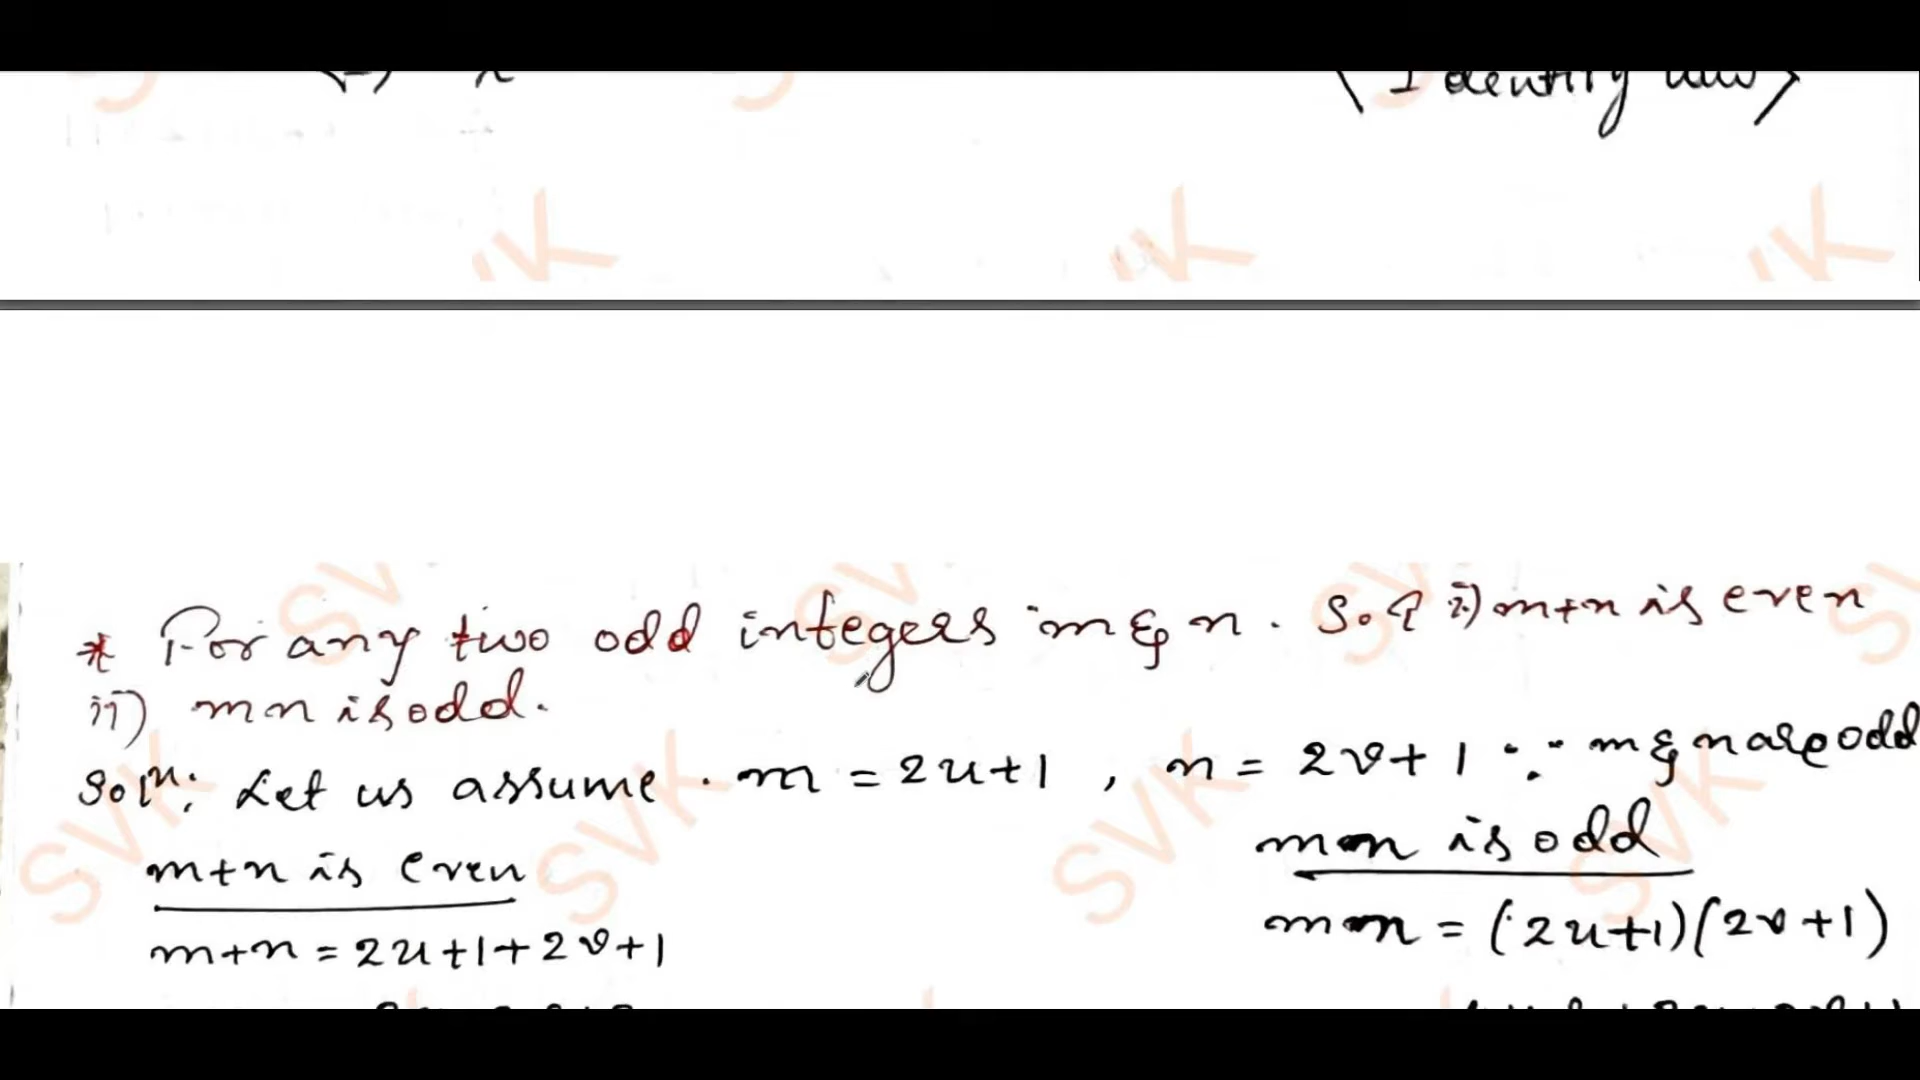 (Identity law)
* For any two odd integers m & n. S.T i) m+n is even
ii) mn is odd.
Solⁿ: Let us assume. m = 2u+1, n = 2v+1 ∵ m & n are odd
m+n is even
mn is odd
m+n = 2u+1+2v+1
mn = (2u+1)(2v+1)
SVK